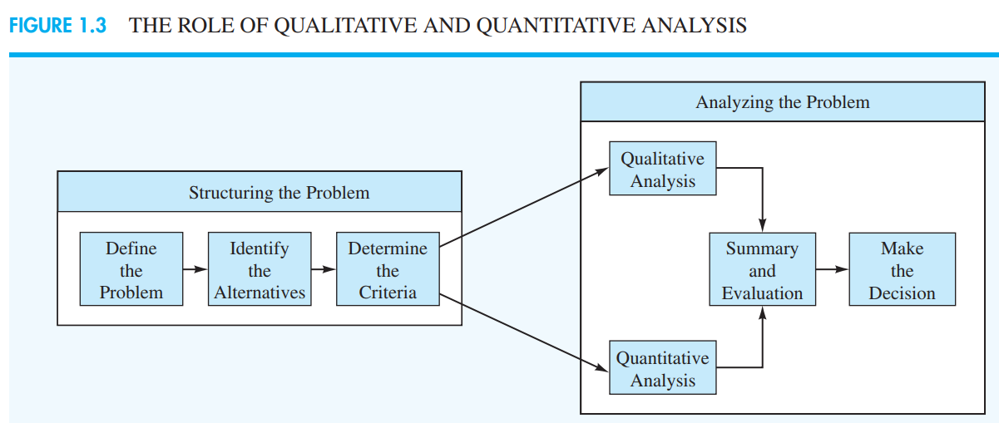 FIGURE 1.3 THE ROLE OF QUALITATIVE AND QUANTITATIVE ANALYSIS
Structuring the Problem
Define
the
Problem
Identify
the
Alternatives
Determine
the
Criteria
Analyzing the Problem
Qualitative
Analysis
Quantitative
Analysis
Summary
and
Evaluation
Make
the
Decision